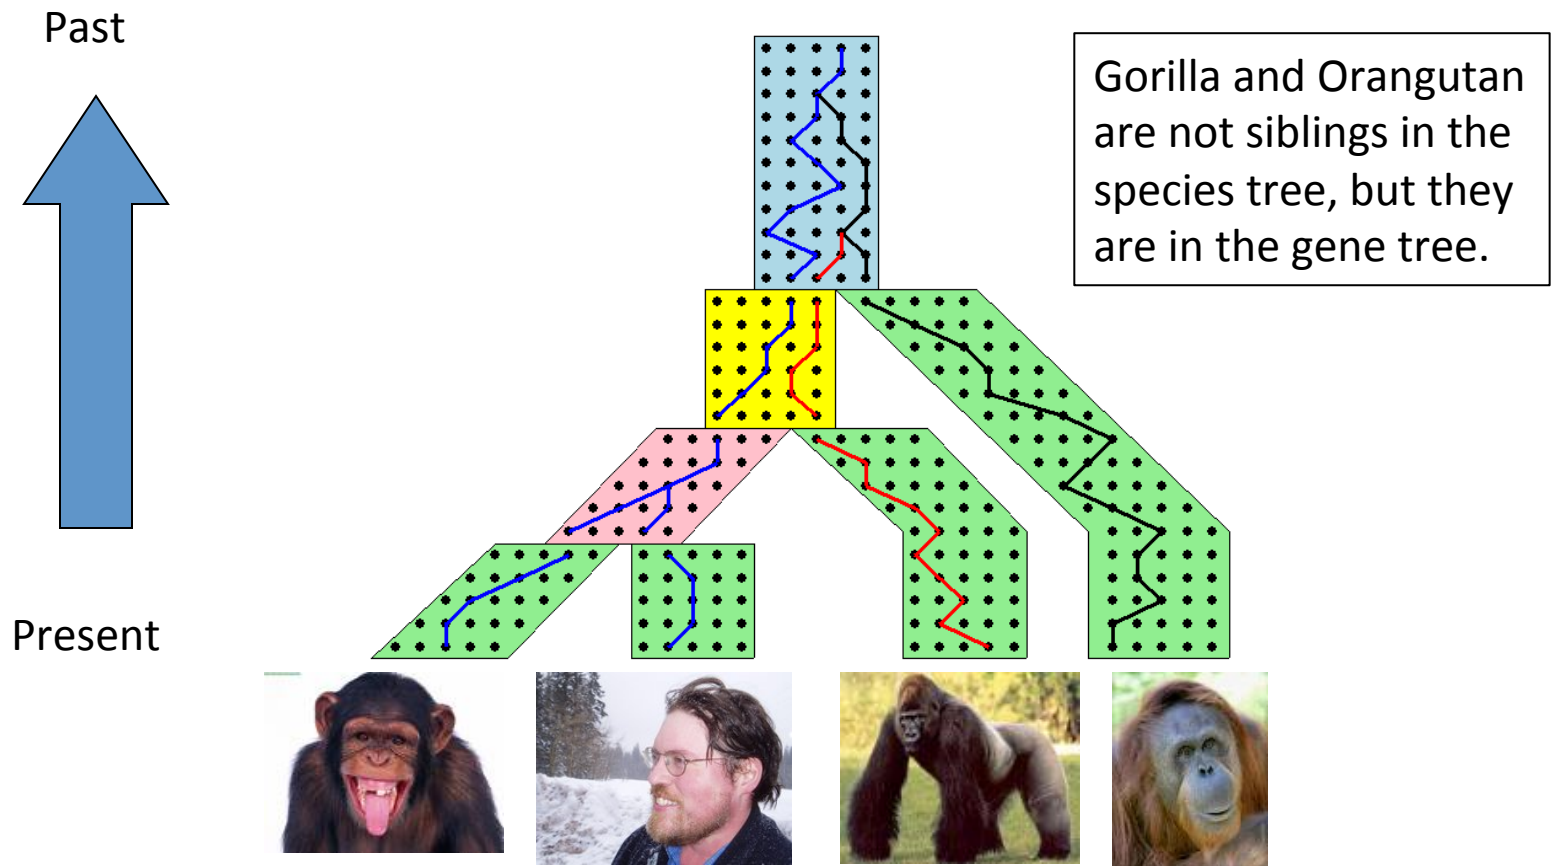 Past
Gorilla and Orangutan
are not siblings in the
species tree, but they
are in the gene tree.
Present